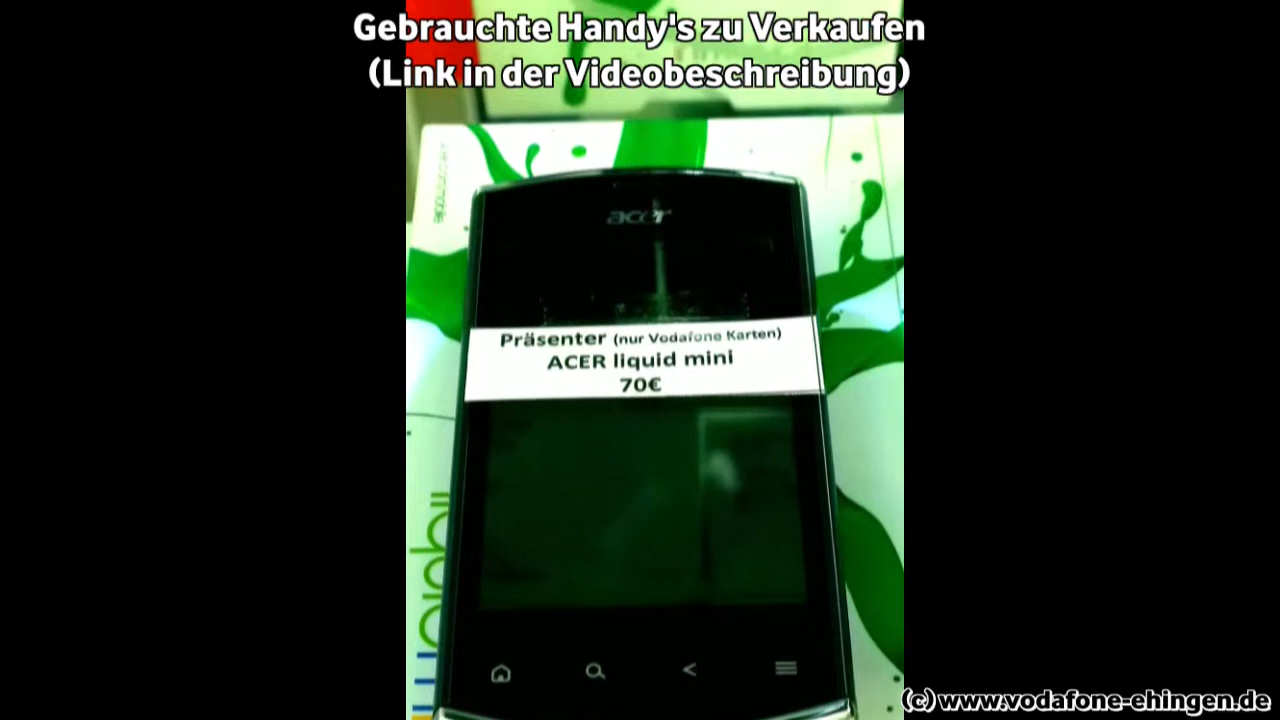 Gebrauchte Handy's zu Verkaufen
(Link in der Videobeschreibung)
acer
Präsenter (nur Vodafone Karten)
ACER liquid mini
70€
(c) www.vodafone-ehingen.de